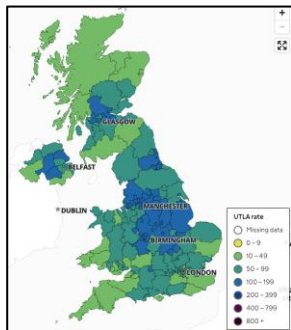 +
−
GLASGOW
BELFAST
MANCHESTER
DUBLIN
BIRMINGHAM
LONDON
UTLA rate
Missing data
0 – 9
10 – 49
50 – 99
100 – 199
200 – 399
400 – 799
800 +